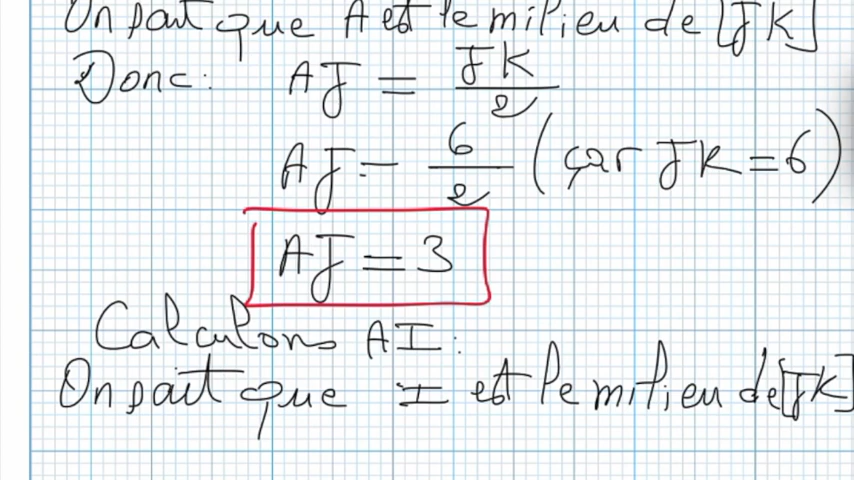 On sait que A est le milieu de [JK]
Donc: AJ = JK/2
AJ = 6/2 (car JK = 6)
AJ = 3
Calculons AI:
On sait que I est le milieu de [JK]